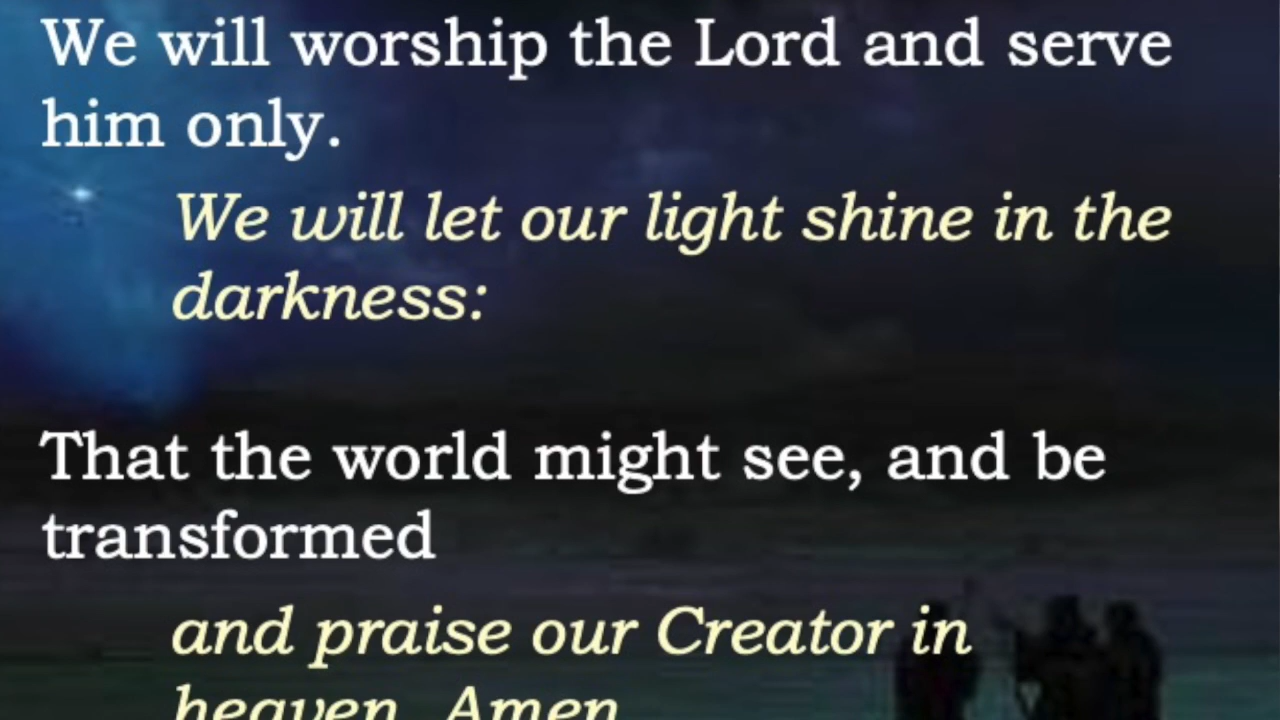 We will worship the Lord and serve
him only.
We will let our light shine in the
darkness:
That the world might see, and be
transformed
and praise our Creator in
heaven. Amen